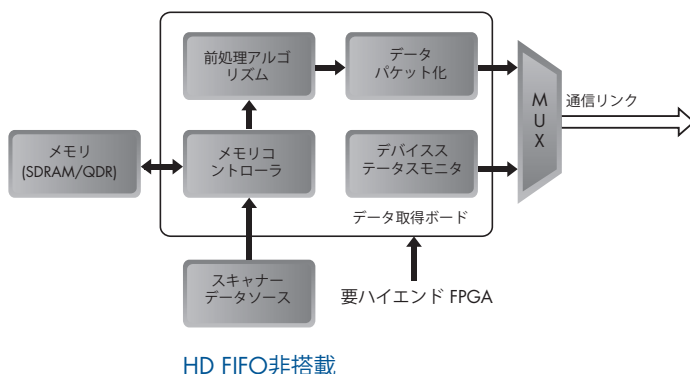 前処理アルゴ
リズム
データ
パケット化
M
U
X
通信リンク
メモリ
(SDRAM/QDR)
メモリコ
ントローラ
デバイスス
テータスモニタ
データ取得ボード
スキャナー
データソース
要ハイエンド FPGA
HD FIFO非搭載